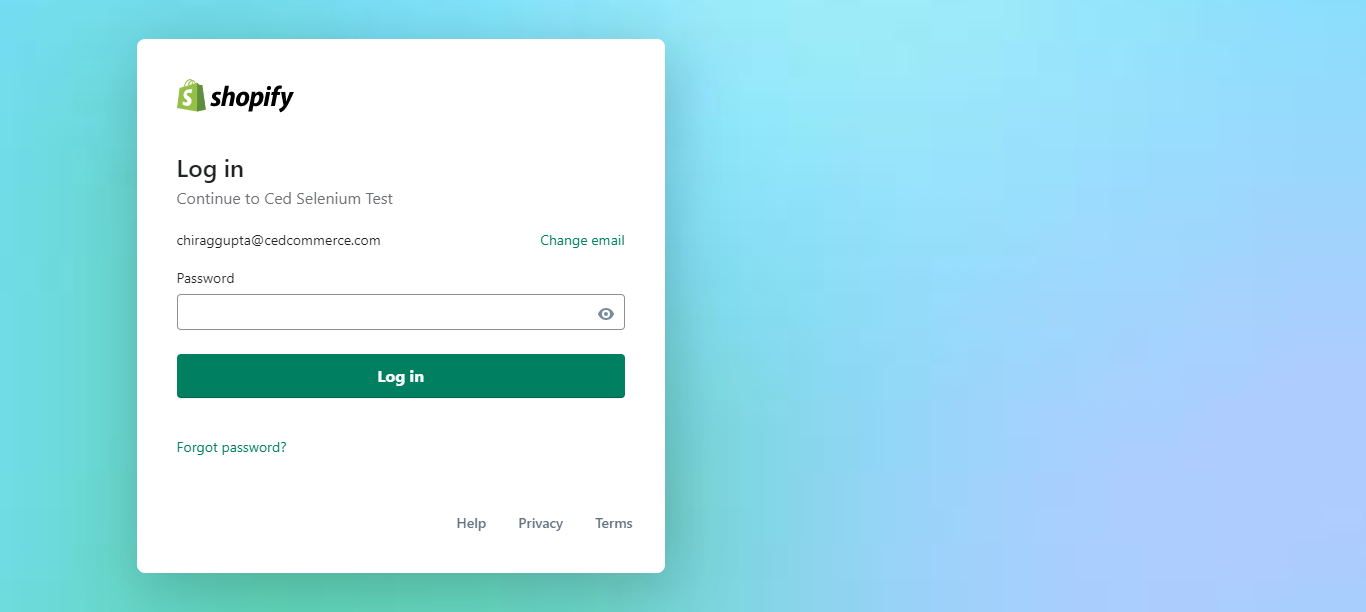 shopify
Log in
Continue to Ced Selenium Test
chiraggupta@cedcommerce.com Change email
Password
Log in
Forgot password?
Help Privacy Terms